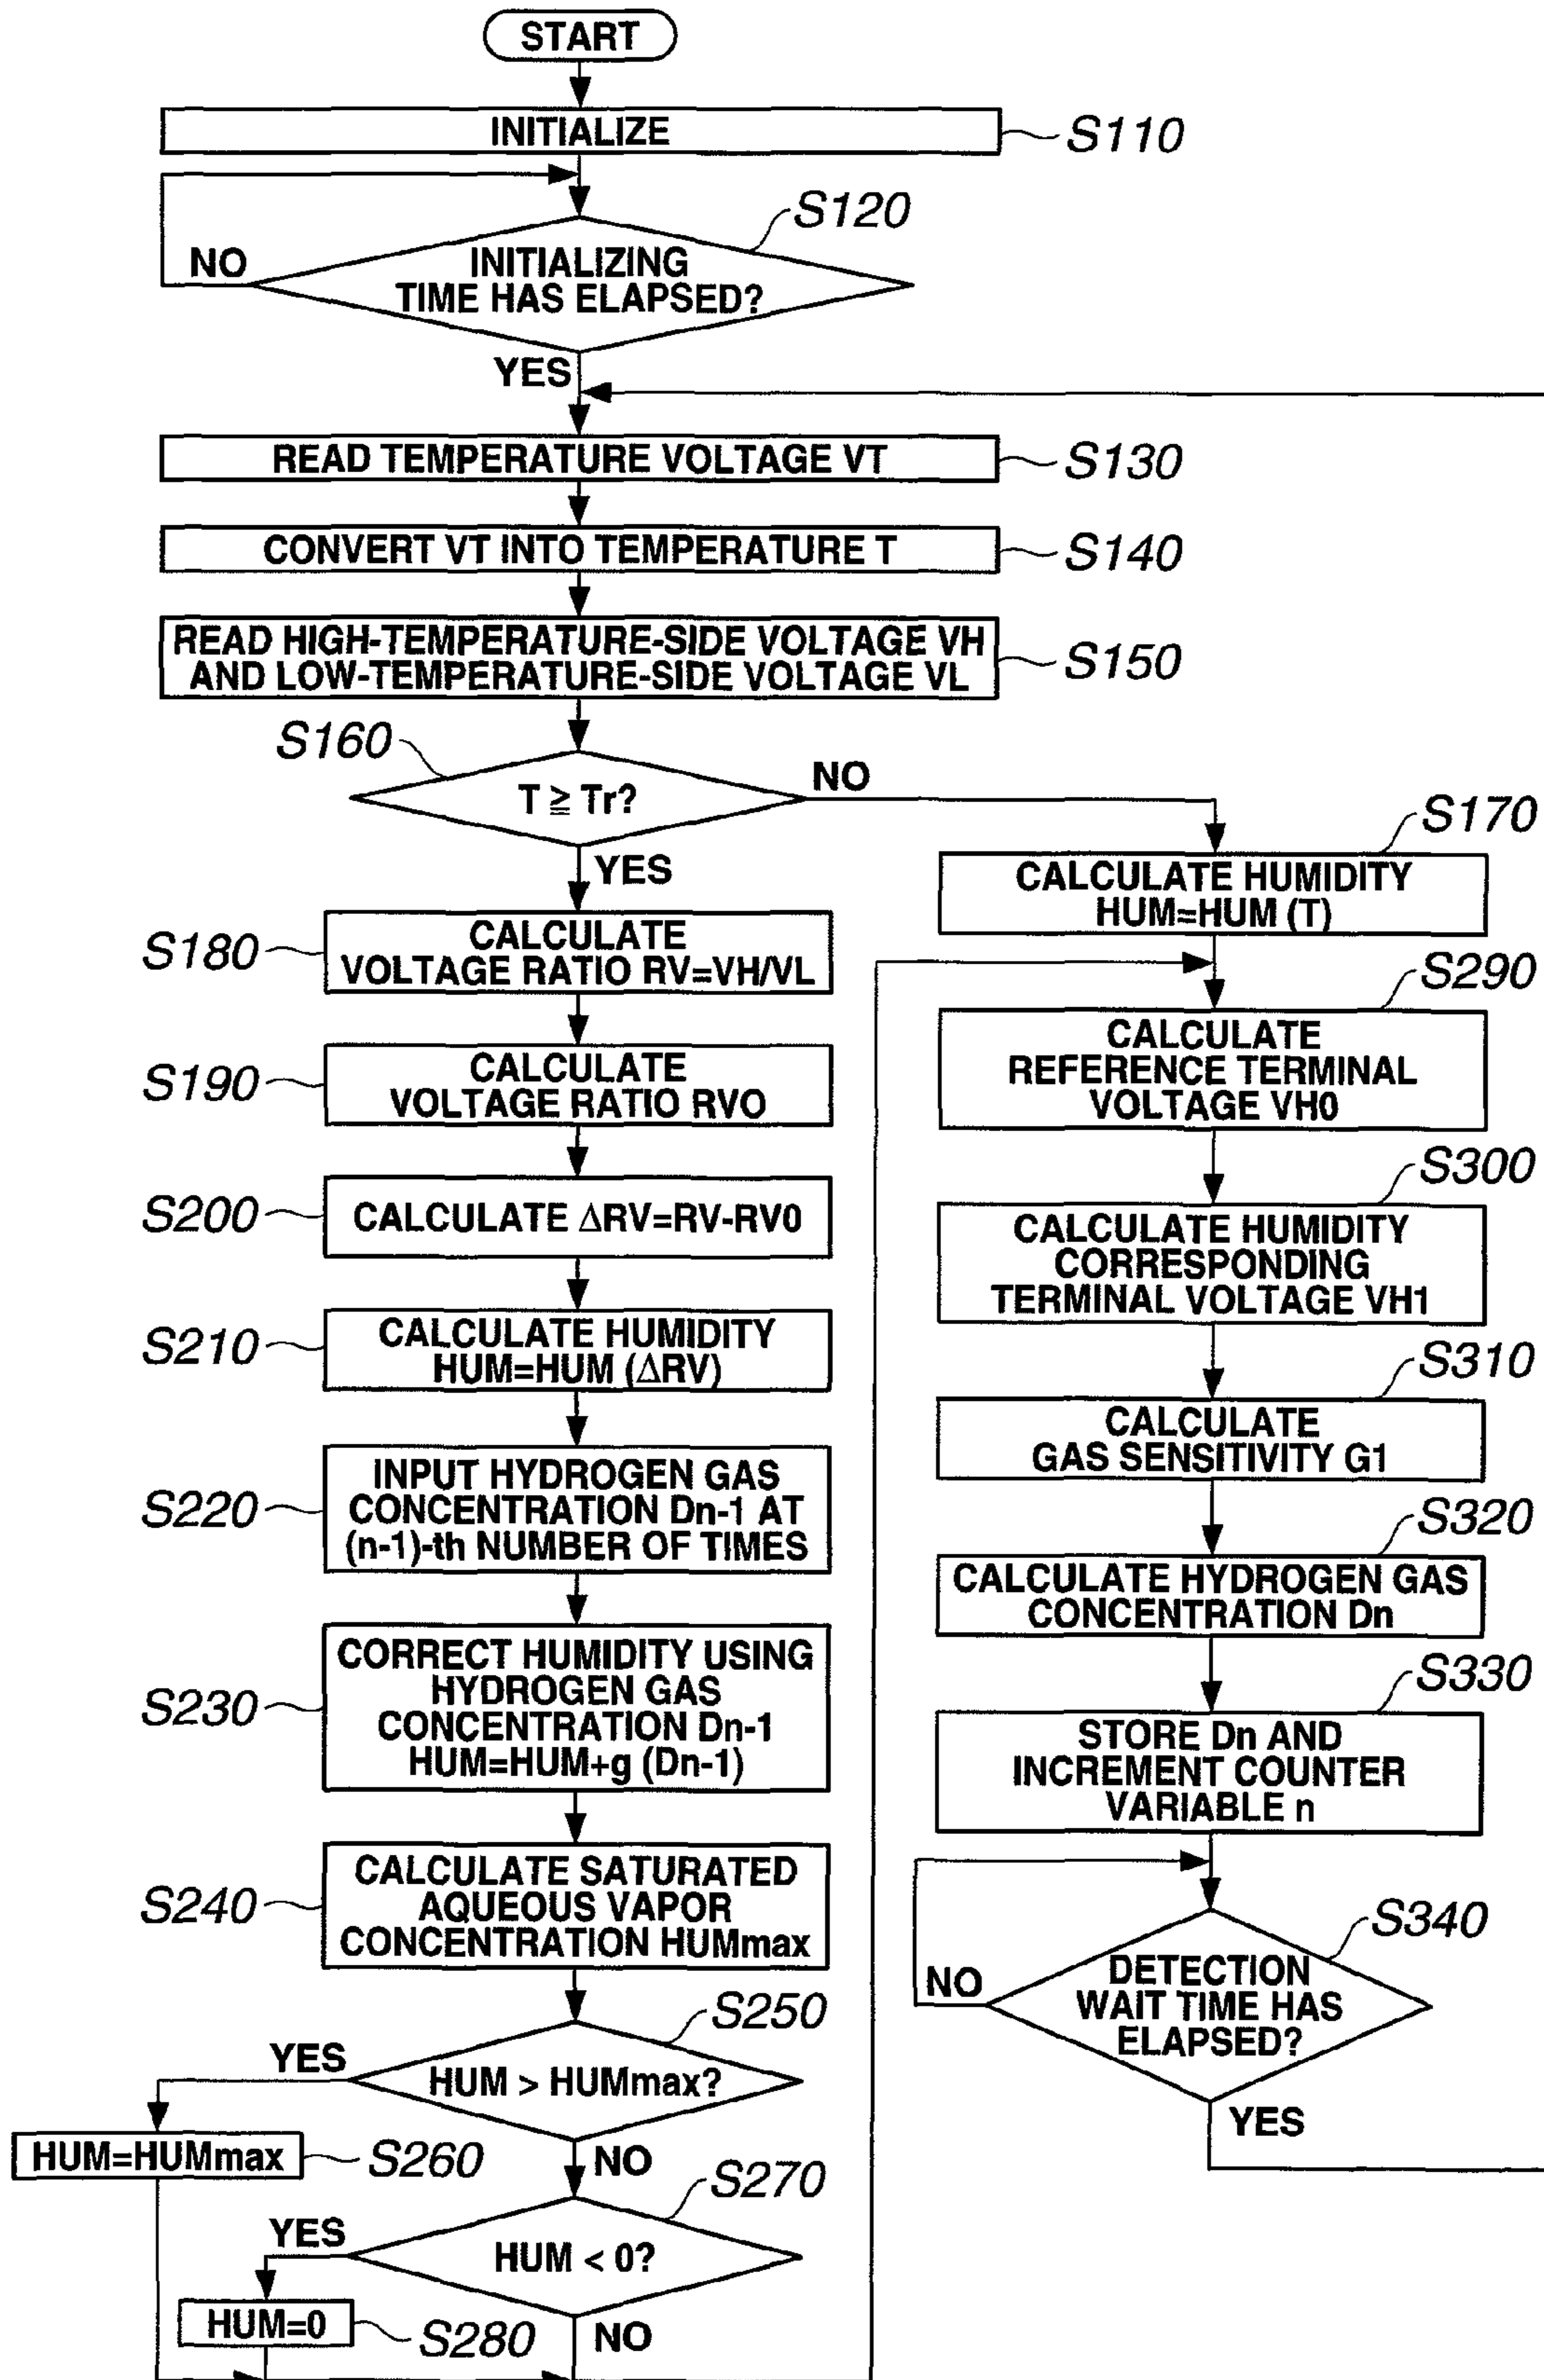 START
INITIALIZE
S110
S120
INITIALIZING
TIME HAS ELAPSED?
NO
YES
READ TEMPERATURE VOLTAGE VT
S130
CONVERT VT INTO TEMPERATURE T
S140
READ HIGH-TEMPERATURE-SIDE VOLTAGE VH
AND LOW-TEMPERATURE-SIDE VOLTAGE VL
S150
S160
T ≧ Tr?
NO
YES
S180
CALCULATE
VOLTAGE RATIO RV=VH/VL
S190
CALCULATE
VOLTAGE RATIO RVO
S200
CALCULATE ΔRV=RV-RV0
S210
CALCULATE HUMIDITY
HUM=HUM (ΔRV)
S220
INPUT HYDROGEN GAS
CONCENTRATION Dn-1 AT
(n-1)-th NUMBER OF TIMES
S230
CORRECT HUMIDITY USING
HYDROGEN GAS
CONCENTRATION Dn-1
HUM=HUM+g (Dn-1)
S240
CALCULATE SATURATED
AQUEOUS VAPOR
CONCENTRATION HUMmax
S250
YES
HUM > HUMmax?
HUM=HUMmax
S260
NO
S270
YES
HUM < 0?
HUM=0
S280
NO
S170
CALCULATE HUMIDITY
HUM=HUM (T)
S290
CALCULATE
REFERENCE TERMINAL
VOLTAGE VH0
S300
CALCULATE HUMIDITY
CORRESPONDING
TERMINAL VOLTAGE VH1
S310
CALCULATE
GAS SENSITIVITY G1
S320
CALCULATE HYDROGEN GAS
CONCENTRATION Dn
S330
STORE Dn AND
INCREMENT COUNTER
VARIABLE n
S340
NO
DETECTION
WAIT TIME HAS
ELAPSED?
YES